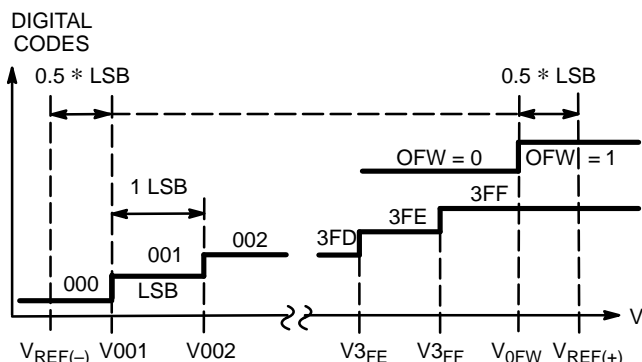 DIGITAL
CODES
0.5 * LSB
0.5 * LSB
OFW = 0
OFW = 1
1 LSB
3FF
3FE
001
002
3FD
000
LSB
V
VREF(–)
V001
V002
V3FE
V3FF
V0FW
VREF(+)